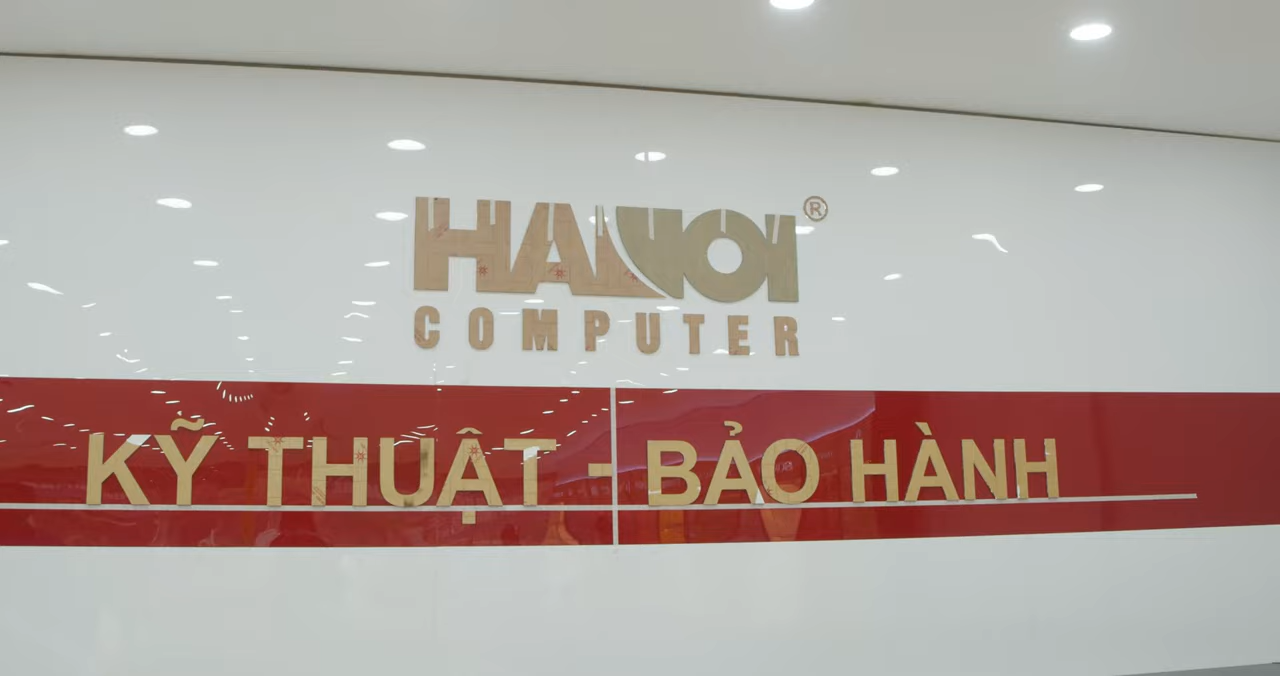 HANOI ®
COMPUTER
KỸ THUẬT - BẢO HÀNH